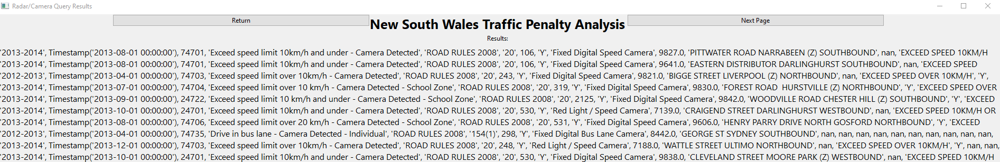 Radar/Camera Query Results
Return
New South Wales Traffic Penalty Analysis
Next Page
Results:
'2013-2014', Timestamp('2013-08-01 00:00:00'), 74701, 'Exceed speed limit 10km/h and under - Camera Detected', 'ROAD RULES 2008', '20', 106, 'Y', 'Fixed Digital Speed Camera', 9827.0, 'PITTWATER ROAD NARRABEEN (Z) SOUTHBOUND', nan, 'EXCEED SPEED 10KM/H
'2013-2014', Timestamp('2013-08-01 00:00:00'), 74701, 'Exceed speed limit 10km/h and under - Camera Detected', 'ROAD RULES 2008', '20', 106, 'Y', 'Fixed Digital Speed Camera', 9641.0, 'EASTERN DISTRIBUTOR DARLINGHURST SOUTHBOUND', nan, 'EXCEED SPEED
'2012-2013', Timestamp('2013-04-01 00:00:00'), 74703, 'Exceed speed limit over 10km/h - Camera Detected', 'ROAD RULES 2008', '20', 243, 'Y', 'Fixed Digital Speed Camera', 9821.0, 'BIGGE STREET LIVERPOOL (Z) NORTHBOUND', nan, 'EXCEED SPEED OVER 10KM/H', 'Y',
'2013-2014', Timestamp('2013-07-01 00:00:00'), 74704, 'Exceed speed limit over 10 km/h - Camera Detected - School Zone', 'ROAD RULES 2008', '20', 319, 'Y', 'Fixed Digital Speed Camera', 9830.0, 'FOREST ROAD  HURSTVILLE (Z) NORTHBOUND', 'Y', 'EXCEED SPEED OVER
'2013-2014', Timestamp('2013-09-01 00:00:00'), 24722, 'Exceed speed limit 10 km/h and under - Camera Detected - School Zone', 'ROAD RULES 2008', '20', 2125, 'Y', 'Fixed Digital Speed Camera', 9842.0, 'WOODVILLE ROAD CHESTER HILL (Z) SOUTHBOUND', 'Y', 'EXCEED
'2013-2014', Timestamp('2013-10-01 00:00:00'), 24701, 'Exceed speed limit 10km/h and under - Camera Detected', 'ROAD RULES 2008', '20', 530, 'Y', 'Red Light / Speed Camera', 7139.0, 'CRAIGEND STREET DARLINGHURST WESTBOUND', nan, 'EXCEED SPEED 10KM/H OR
'2013-2014', Timestamp('2013-08-01 00:00:00'), 74706, 'Exceed speed limit over 20 km/h - Camera Detected - School Zone', 'ROAD RULES 2008', '20', 531, 'Y', 'Fixed Digital Speed Camera', 9606.0, 'HENRY PARRY DRIVE NORTH GOSFORD NORTHBOUND', 'Y', 'EXCEED
'2012-2013', Timestamp('2013-04-01 00:00:00'), 74735, 'Drive in bus lane - Camera Detected - Individual', 'ROAD RULES 2008', '154(1)', 298, 'Y', 'Fixed Digital Bus Lane Camera', 8442.0, 'GEORGE ST SYDNEY SOUTHBOUND', nan, nan, nan, nan, nan, nan, nan, nan, nan, nan,
'2013-2014', Timestamp('2013-12-01 00:00:00'), 74703, 'Exceed speed limit over 10km/h - Camera Detected', 'ROAD RULES 2008', '20', 248, 'Y', 'Red Light / Speed Camera', 7188.0, 'WATTLE STREET ULTIMO NORTHBOUND', nan, 'EXCEED SPEED OVER 10KM/H', 'Y', nan, nan,
'2013-2014', Timestamp('2013-10-01 00:00:00'), 24701, 'Exceed speed limit 10km/h and under - Camera Detected', 'ROAD RULES 2008', '20', 530, 'Y', 'Fixed Digital Speed Camera', 9838.0, 'CLEVELAND STREET MOORE PARK (Z) WESTBOUND', nan, 'EXCEED SPEED 10KM/H